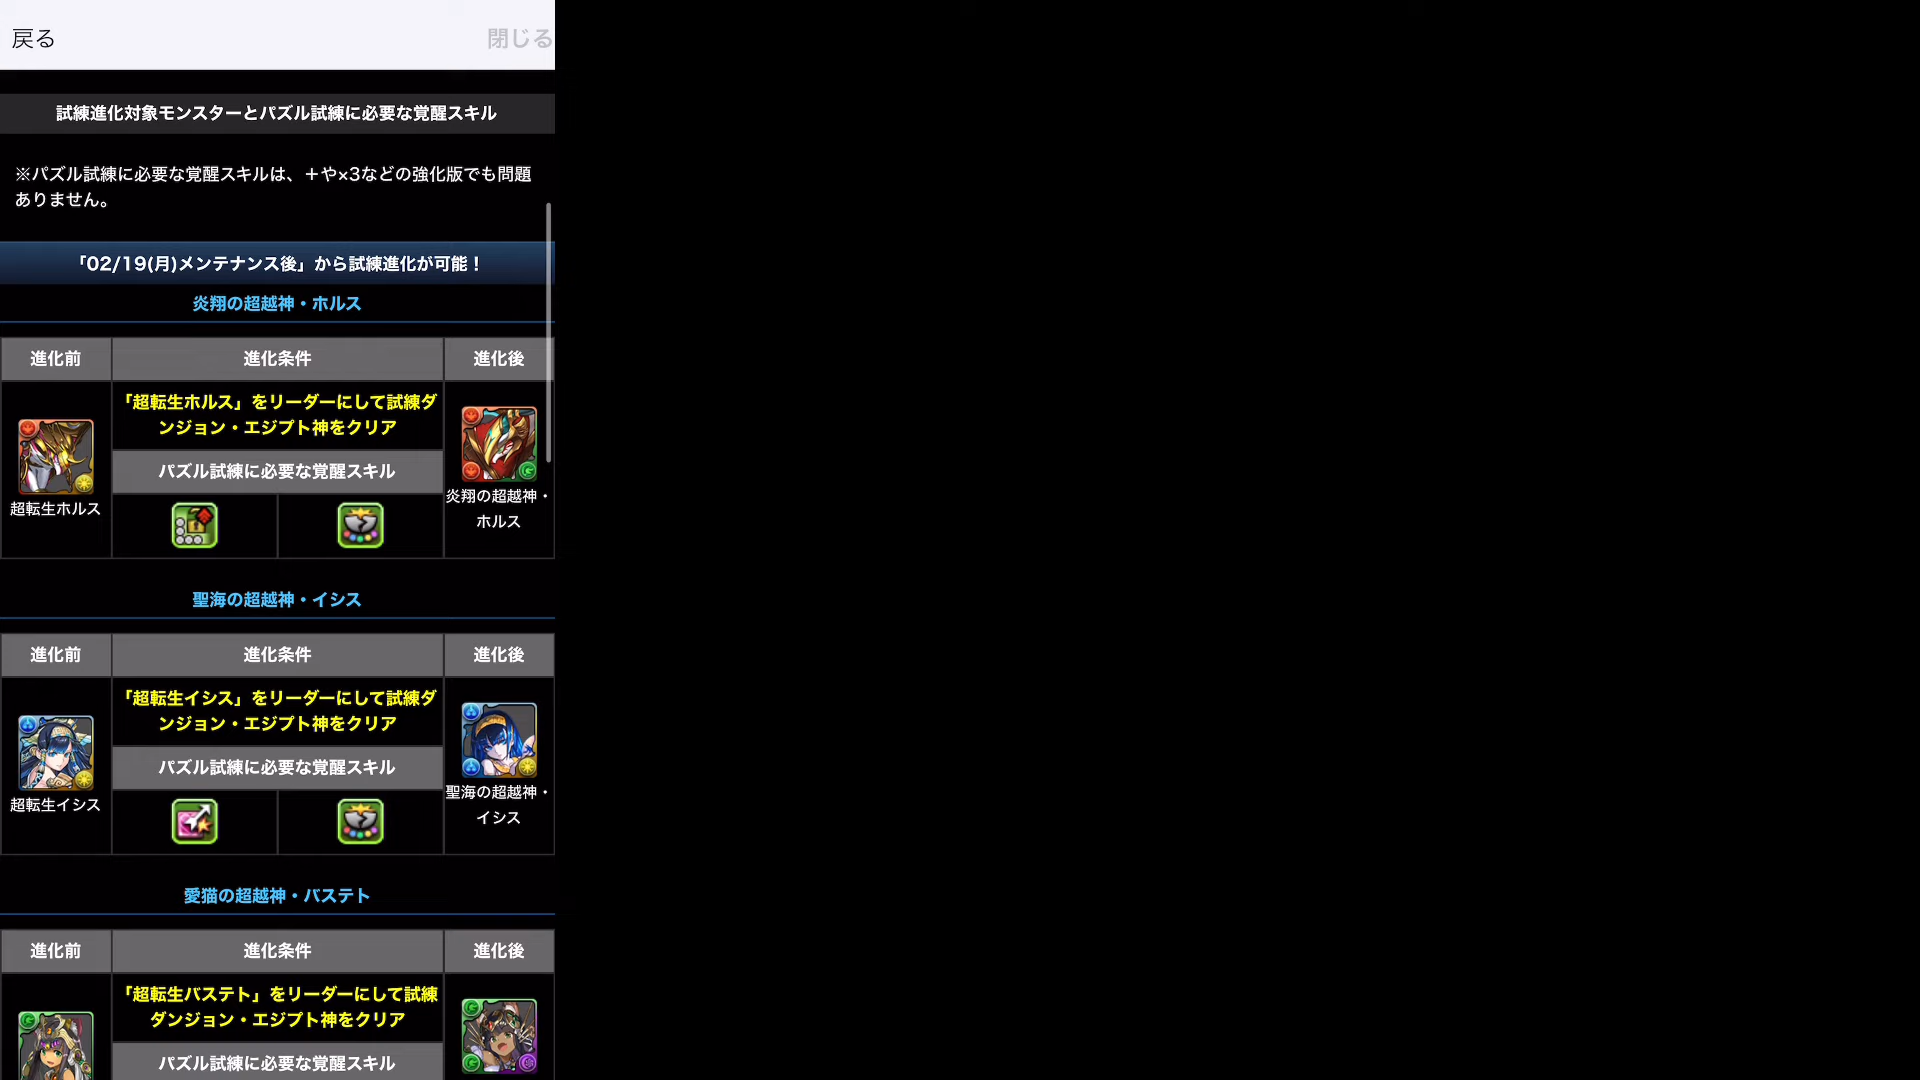 戻る
閉じる
試練進化対象モンスターとパズル試練に必要な覚醒スキル
※パズル試練に必要な覚醒スキルは、＋や×3などの強化版でも問題
ありません。
「02/19(月)メンテナンス後」から試練進化が可能！
炎翔の超越神・ホルス
進化前
進化条件
進化後
「超転生ホルス」をリーダーにして試練ダ
ンジョン・エジプト神をクリア
パズル試練に必要な覚醒スキル
超転生ホルス
炎翔の超越神・
ホルス
聖海の超越神・イシス
進化前
進化条件
進化後
「超転生イシス」をリーダーにして試練ダ
ンジョン・エジプト神をクリア
パズル試練に必要な覚醒スキル
超転生イシス
聖海の超越神・
イシス
愛猫の超越神・バステト
進化前
進化条件
進化後
「超転生バステト」をリーダーにして試練
ダンジョン・エジプト神をクリア
パズル試練に必要な覚醒スキル